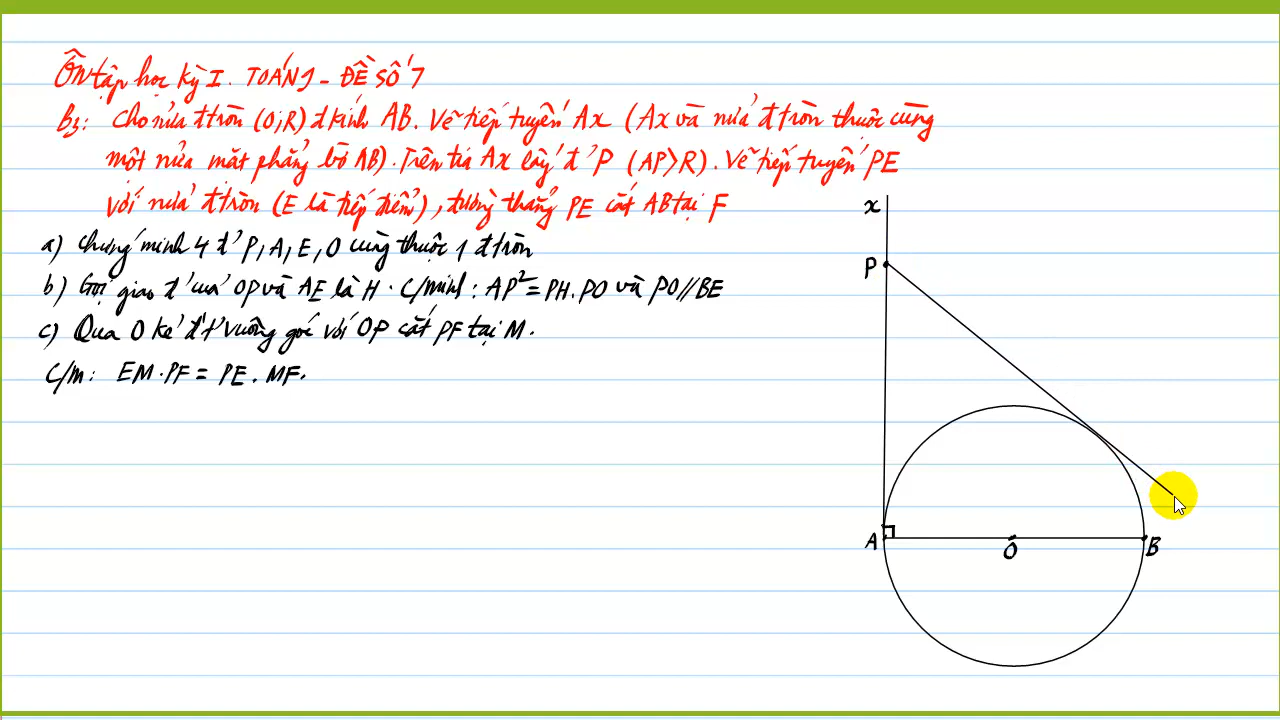 Ôn tập học kỳ I. TOÁN 9 - ĐỀ SỐ 7
B3: Cho nửa đ tròn (O;R) đ kính AB. Vẽ tiếp tuyến Ax (Ax và nửa đ tròn thuộc cùng
một nửa mặt phẳng bờ AB). Trên tia Ax lấy đ' P (AP>R). Vẽ tiếp tuyến PE
với nửa đ tròn (E là tiếp điểm), đường thẳng PE cắt AB tại F
a) Chứng minh 4 đ' P, A, E, O cùng thuộc 1 đ tròn
b) Gọi giao đ' của OP và AE là H. C/minh: AP² = PH.PO và PO//BE
c) Qua O kẻ đ't vuông góc với OP cắt PF tại M.
C/m: EM.PF = PE.MF.
x
P
A
O
B